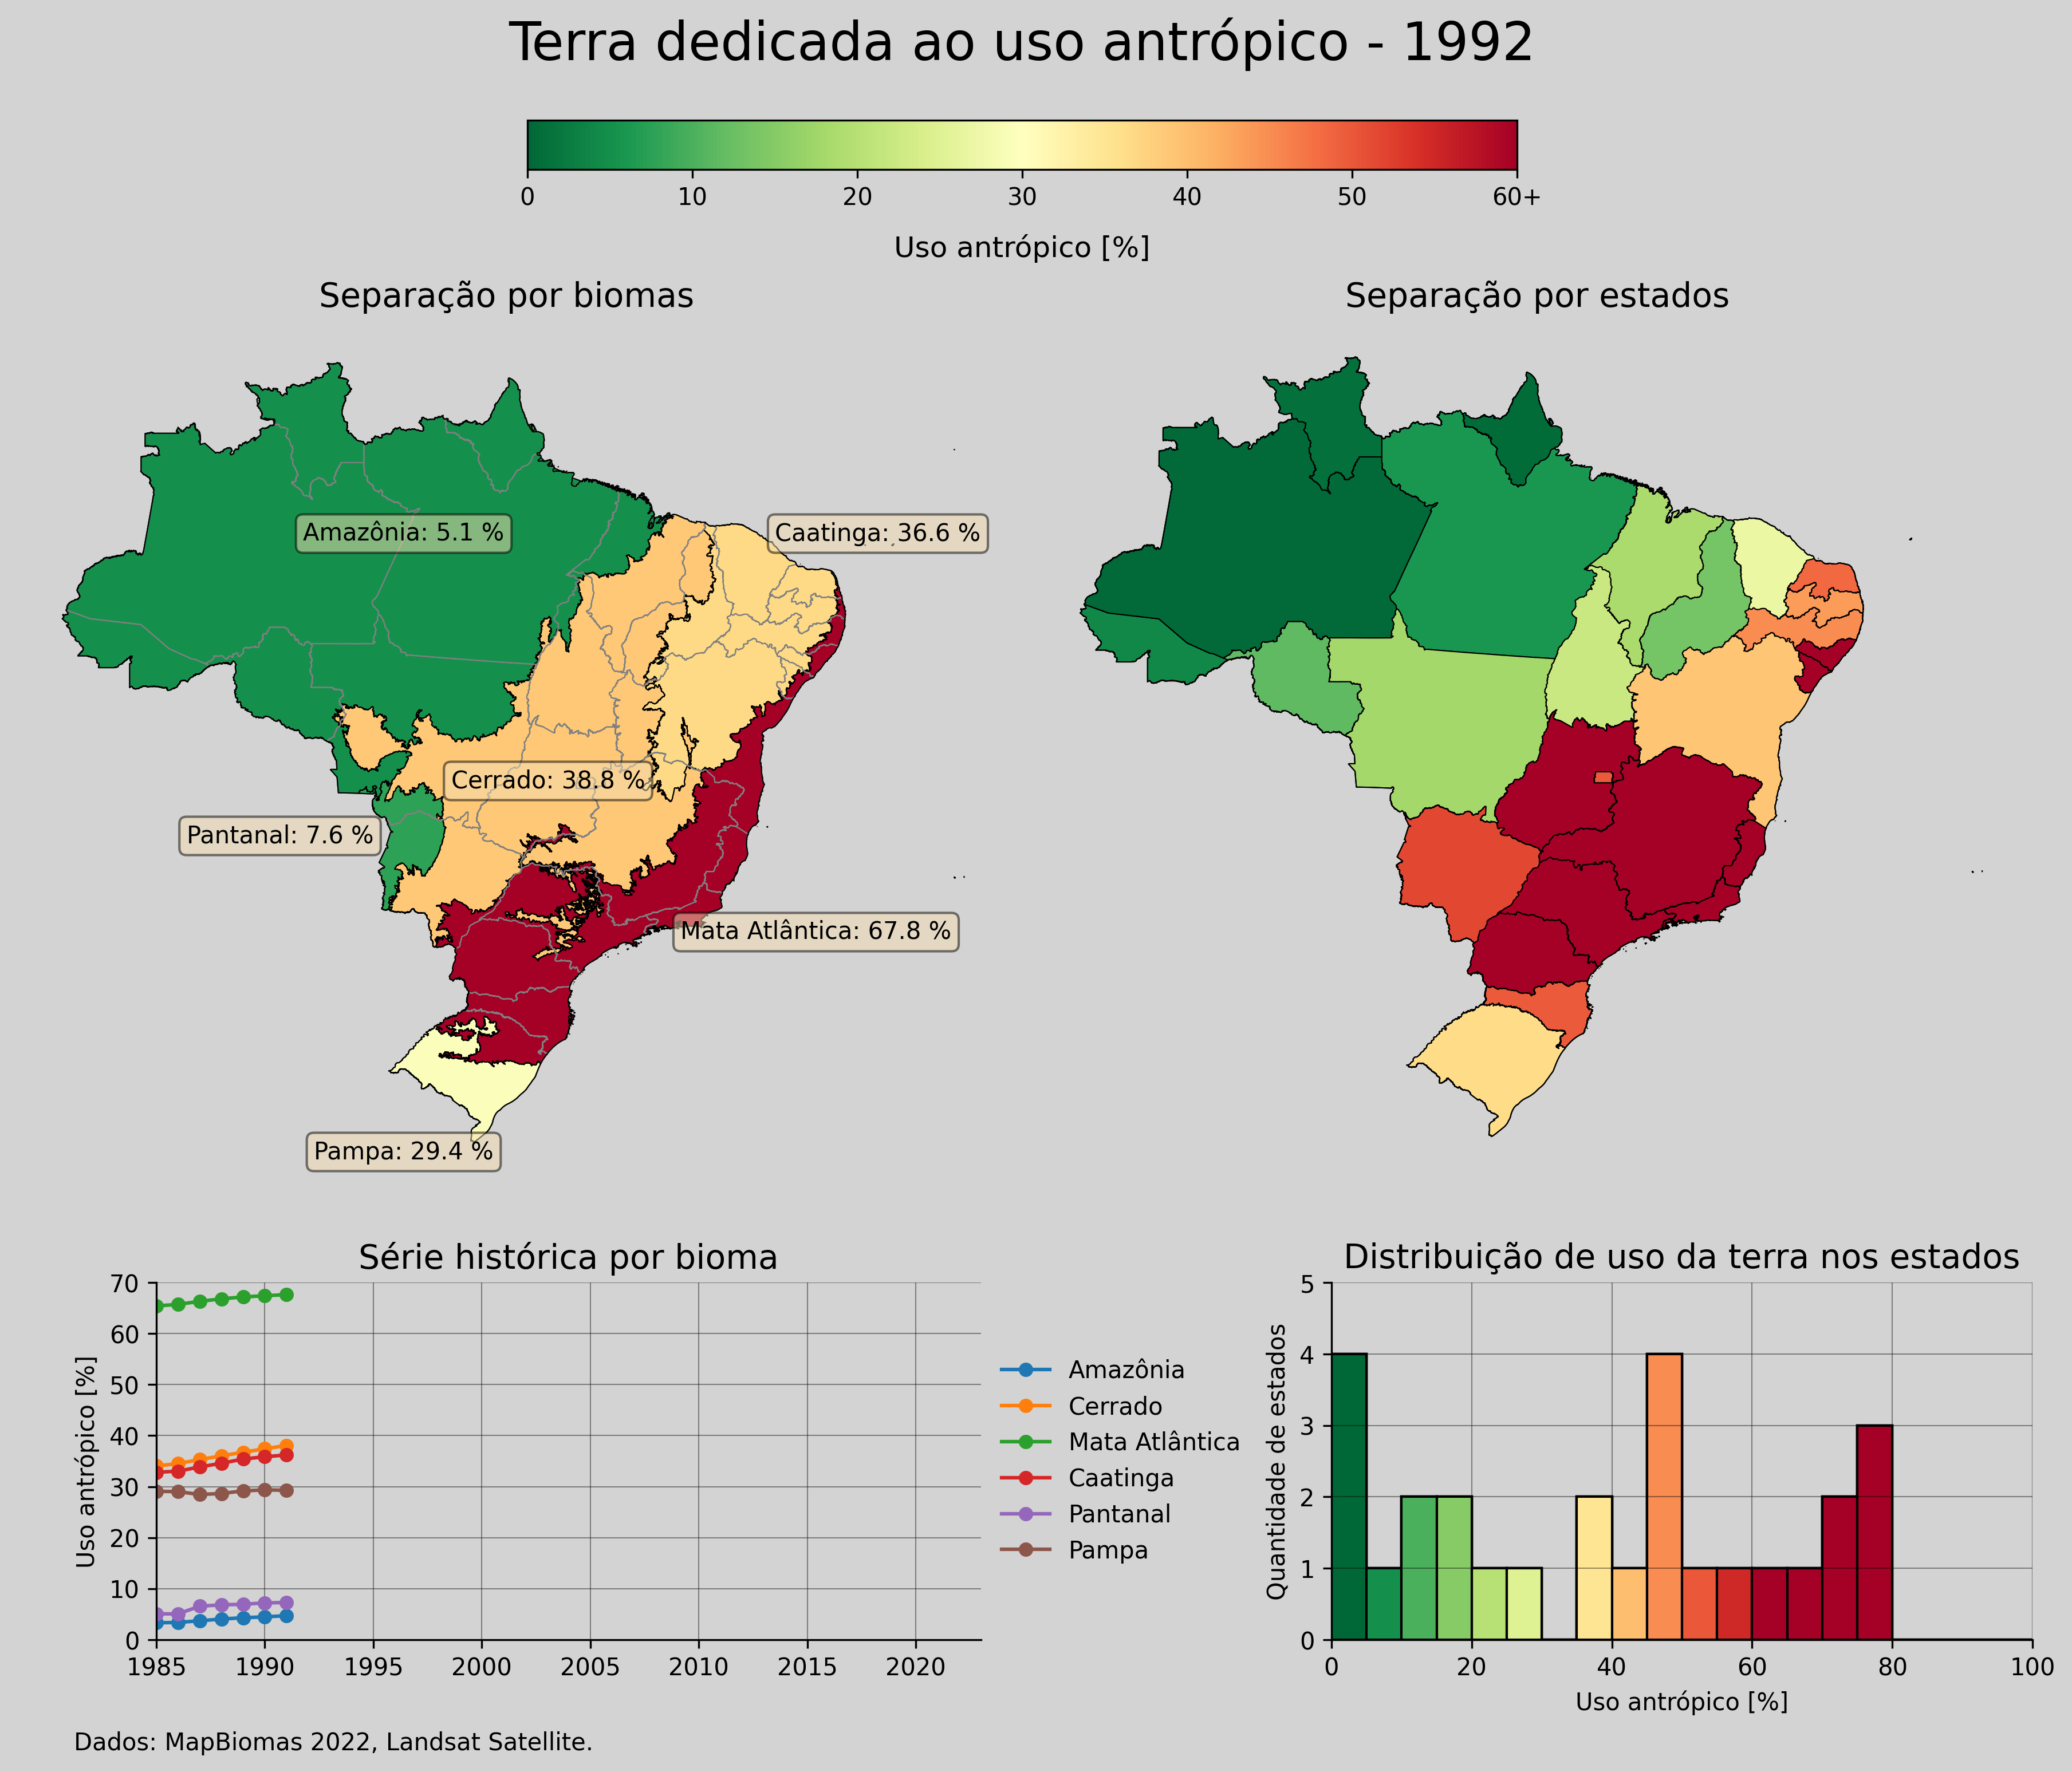 Terra dedicada ao uso antrópico - 1992
0 10 20 30 40 50 60+
Uso antrópico [%]
Separação por biomas
Separação por estados
Amazônia: 5.1 %
Caatinga: 36.6 %
Cerrado: 38.8 %
Pantanal: 7.6 %
Mata Atlântica: 67.8 %
Pampa: 29.4 %
Série histórica por bioma
70
60
50
40
30
20
10
0
Uso antrópico [%]
1985 1990 1995 2000 2005 2010 2015 2020
Amazônia
Cerrado
Mata Atlântica
Caatinga
Pantanal
Pampa
Distribuição de uso da terra nos estados
5
4
3
2
1
0
Quantidade de estados
0 20 40 60 80 100
Uso antrópico [%]
Dados: MapBiomas 2022, Landsat Satellite.